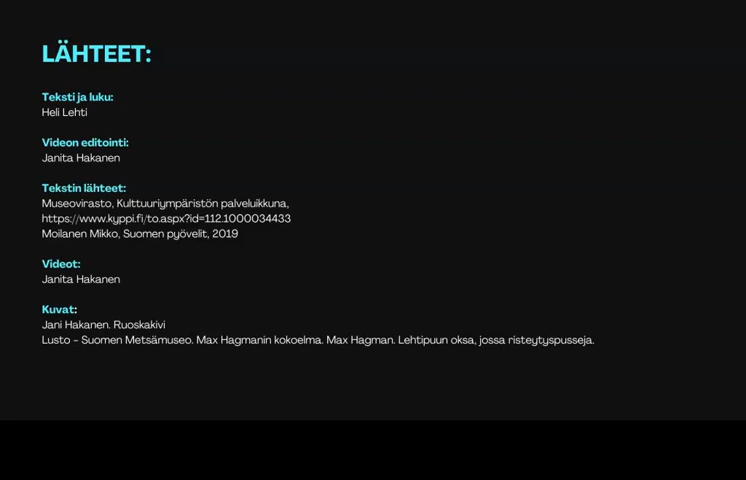 LÄHTEET:
Teksti ja luku:
Heli Lehti
Videon editointi:
Janita Hakanen
Tekstin lähteet:
Museovirasto, Kulttuuriympäristön palveluikkuna,
https://www.kyppi.fi/to.aspx?id=112.1000034433
Moilanen Mikko, Suomen pyövelit, 2019
Videot:
Janita Hakanen
Kuvat:
Jani Hakanen. Ruoskakivi
Lusto – Suomen Metsämuseo. Max Hagmanin kokoelma. Max Hagman. Lehtipuun oksa, jossa risteytyspusseja.